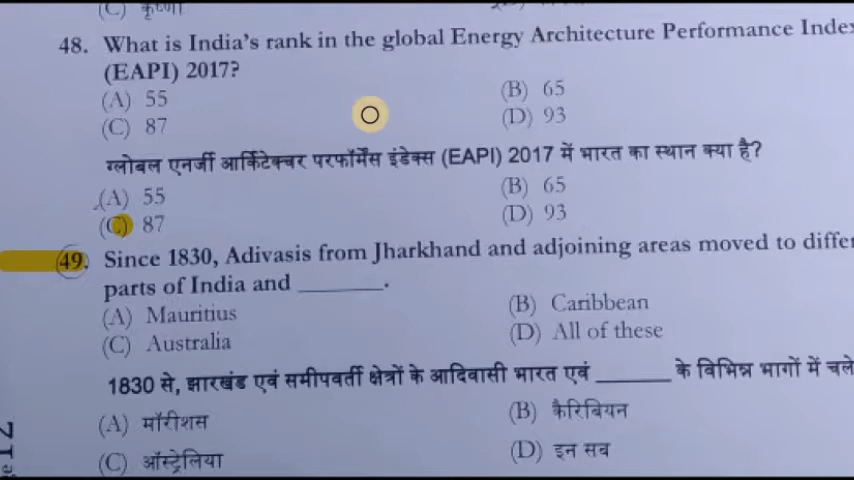 (C) कृष्णा
48. What is India's rank in the global Energy Architecture Performance Index
(EAPI) 2017?
(A) 55 (B) 65
(C) 87 (D) 93
ग्लोबल एनर्जी आर्किटेक्चर परफॉर्मेंस इंडेक्स (EAPI) 2017 में भारत का स्थान क्या है?
(A) 55 (B) 65
(C) 87 (D) 93
49. Since 1830, Adivasis from Jharkhand and adjoining areas moved to differ
parts of India and _______.
(A) Mauritius (B) Caribbean
(C) Australia (D) All of these
1830 से, झारखंड एवं समीपवर्ती क्षेत्रों के आदिवासी भारत एवं _______ के विभिन्न भागों में चले
(A) मॉरीशस (B) कैरिबियन
(C) ऑस्ट्रेलिया (D) इन सब